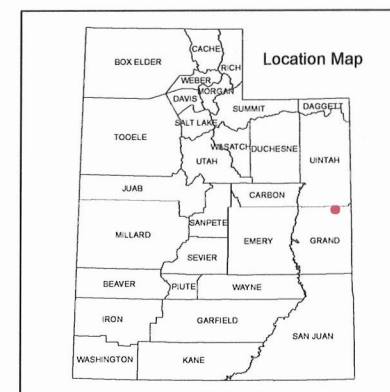 Location Map
BOX ELDER
CACHE
RICH
WEBER
MORGAN
DAVIS
SUMMIT
DAGGETT
SALT LAKE
TOOELE
WASATCH
DUCHESNE
UINTAH
UTAH
JUAB
CARBON
SANPETE
MILLARD
EMERY
GRAND
SEVIER
BEAVER
PIUTE
WAYNE
IRON
GARFIELD
SAN JUAN
WASHINGTON
KANE